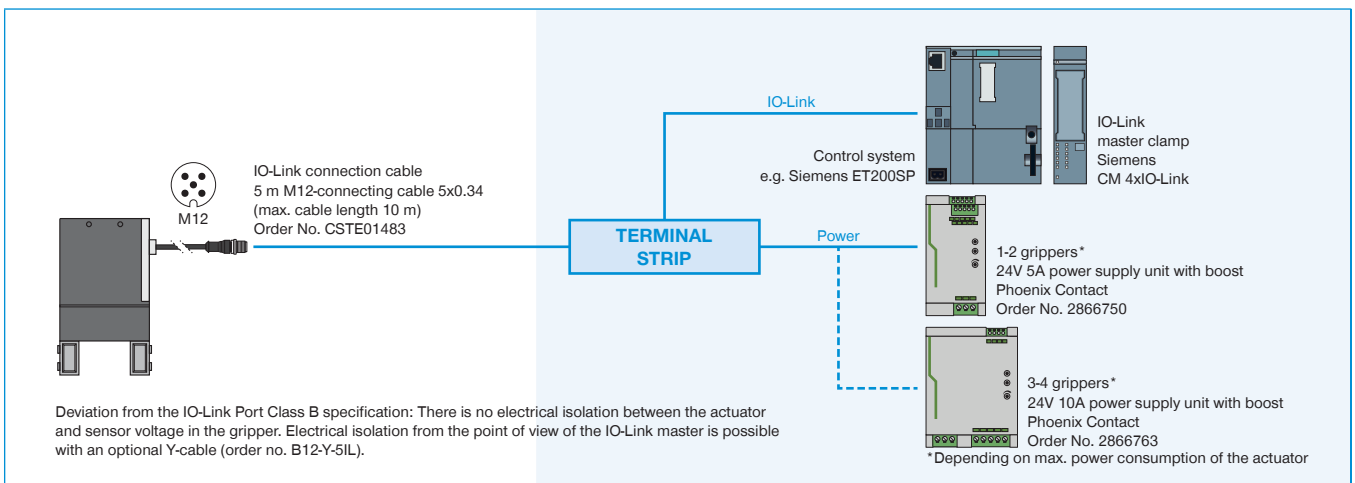 IO-Link
IO-Link
master clamp
Siemens
CM 4xIO-Link
Control system
e.g. Siemens ET200SP
M12
IO-Link connection cable
5 m M12-connecting cable 5x0.34
(max. cable length 10 m)
Order No. CSTE01483
TERMINAL
STRIP
Power
1-2 grippers*
24V 5A power supply unit with boost
Phoenix Contact
Order No. 2866750
3-4 grippers*
24V 10A power supply unit with boost
Phoenix Contact
Order No. 2866763
*Depending on max. power consumption of the actuator
Deviation from the IO-Link Port Class B specification: There is no electrical isolation between the actuator
and sensor voltage in the gripper. Electrical isolation from the point of view of the IO-Link master is possible
with an optional Y-cable (order no. B12-Y-5IL).